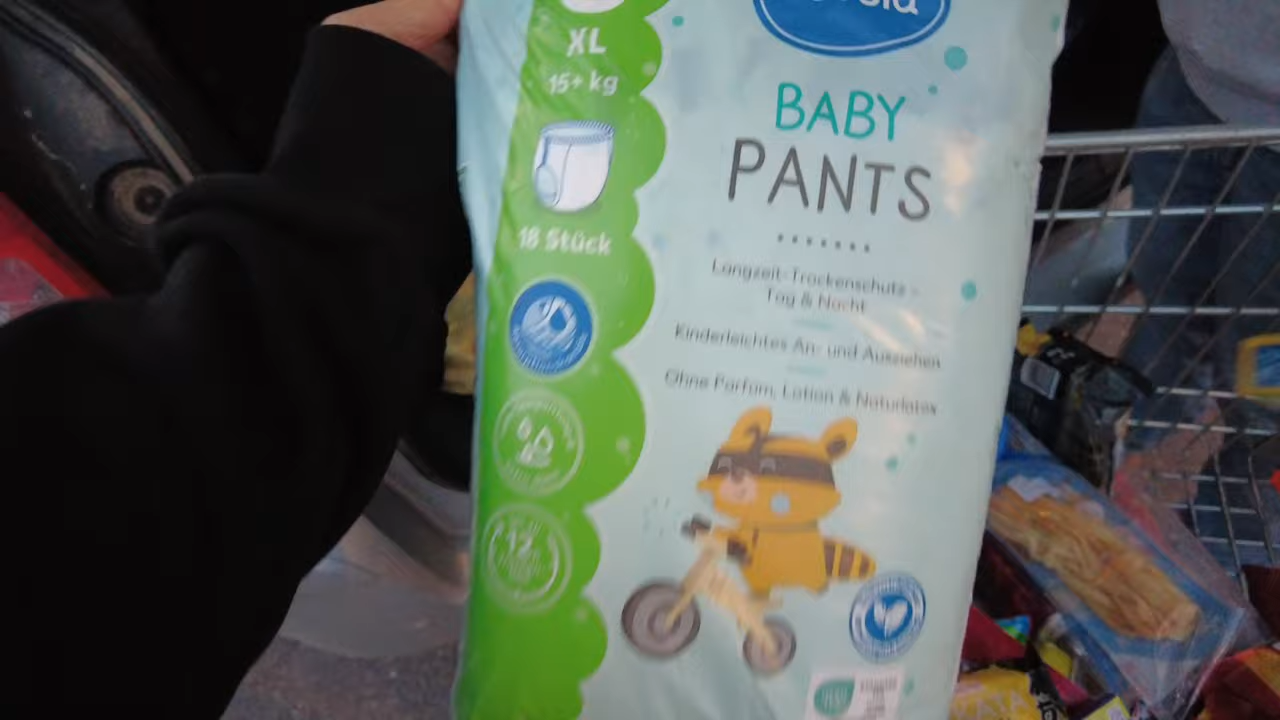 XL
15+ kg
18 Stück
12
BABY
PANTS
Langzeit-Trockenschutz -
Tag & Nacht
Kinderleichtes An- und Ausziehen
Ohne Parfum, Lotion & Naturlatex